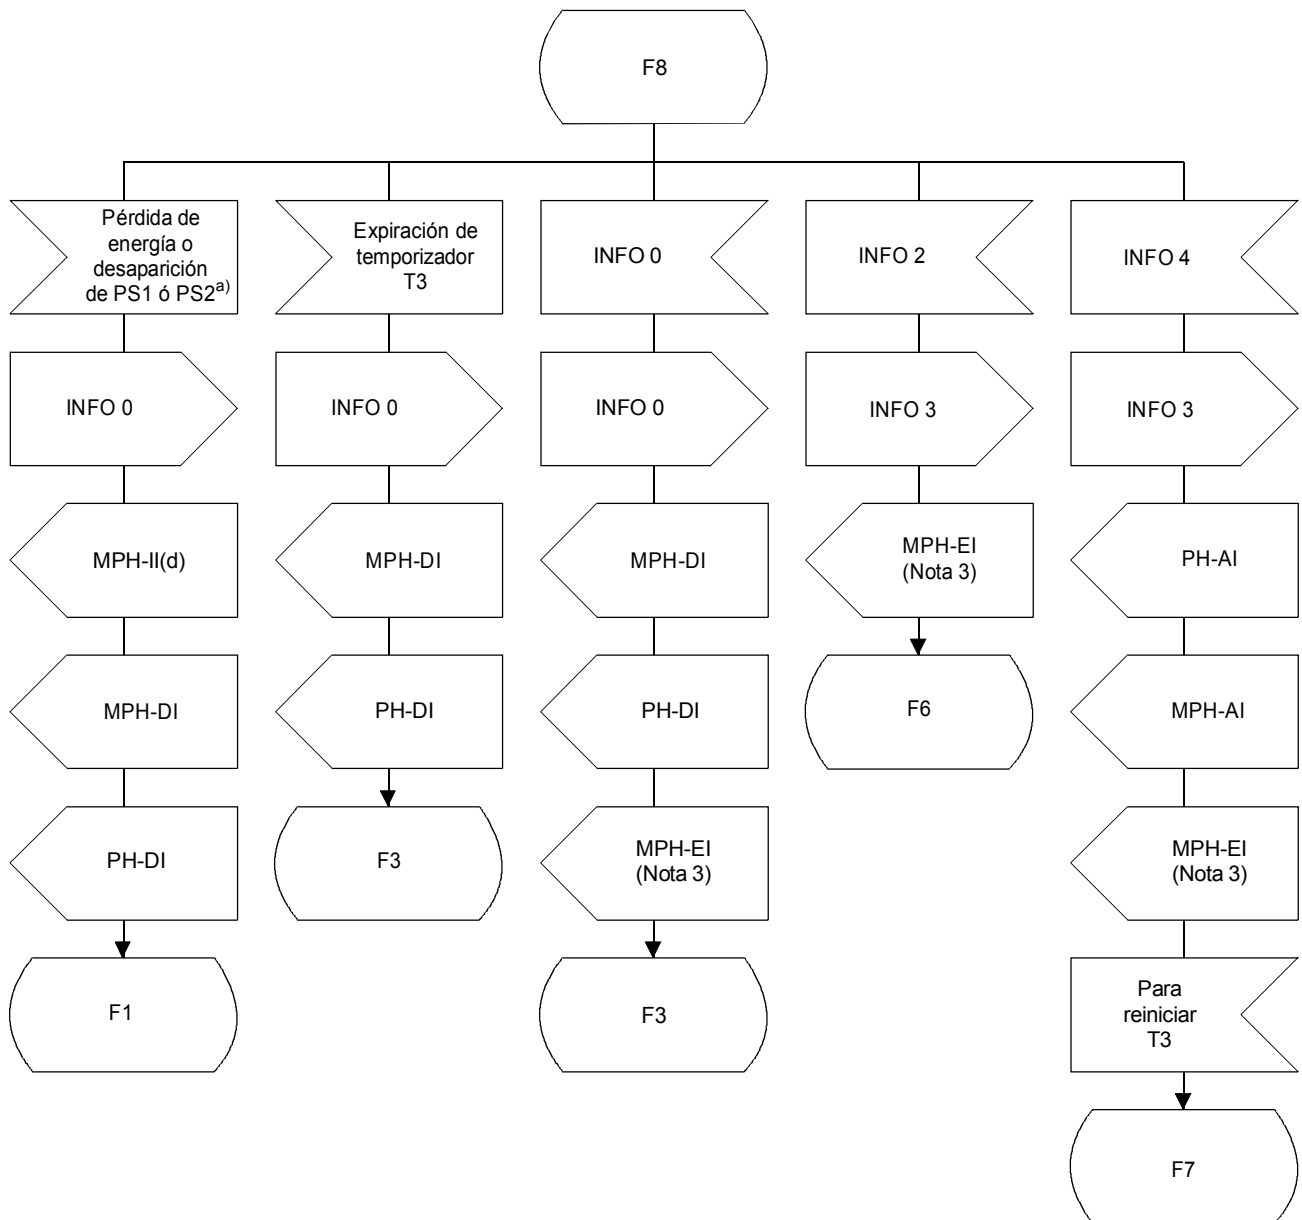 F8
Pérdida de
energía o
desaparición
de PS1 ó PS2a)
Expiración de
temporizador
T3
INFO 0
INFO 2
INFO 4
INFO 0
INFO 0
INFO 0
INFO 3
INFO 3
MPH-II(d)
MPH-DI
MPH-DI
MPH-EI
(Nota 3)
PH-AI
MPH-DI
PH-DI
PH-DI
F6
MPH-AI
PH-DI
F3
MPH-EI
(Nota 3)
MPH-EI
(Nota 3)
F1
F3
Para
reiniciar
T3
F7